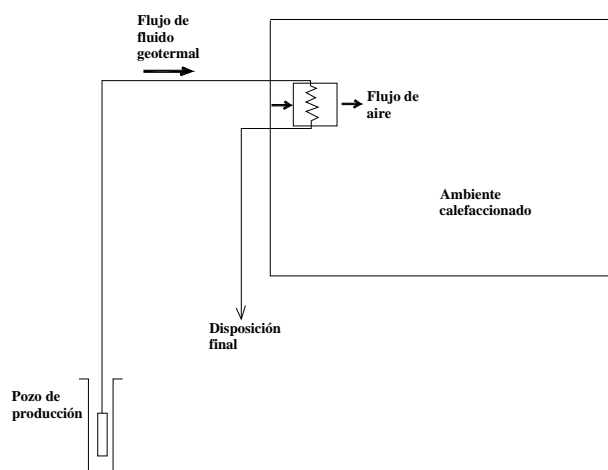 Flujo de
fluido
geotermal
Flujo de
aire
Ambiente
calefaccionado
Disposición
final
Pozo de
producción